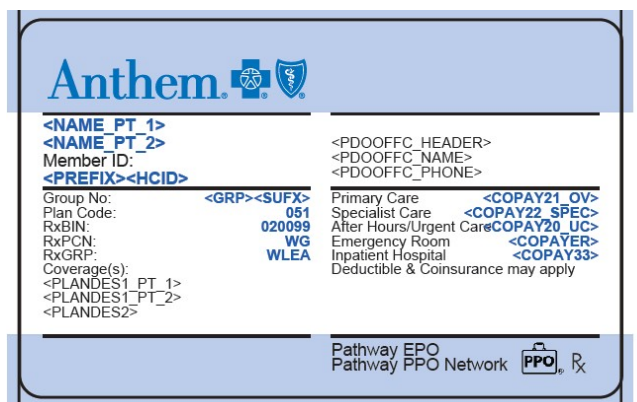 Anthem.
<NAME_PT_1>
<NAME_PT_2>
Member ID:
<PREFIX><HCID>
<PDOOFFC_HEADER>
<PDOOFFC_NAME>
<PDOOFFC_PHONE>
Group No: <GRP><SUFX>
Plan Code: 051
RxBIN: 020099
RxPCN: WG
RxGRP: WLEA
Coverage(s):
<PLANDES1_PT_1>
<PLANDES1_PT_2>
<PLANDES2>
Primary Care <COPAY21_OV>
Specialist Care <COPAY22_SPEC>
After Hours/Urgent Care <COPAY20_UC>
Emergency Room <COPAYER>
Inpatient Hospital <COPAY33>
Deductible & Coinsurance may apply
Pathway EPO
Pathway PPO Network PPO® Rx